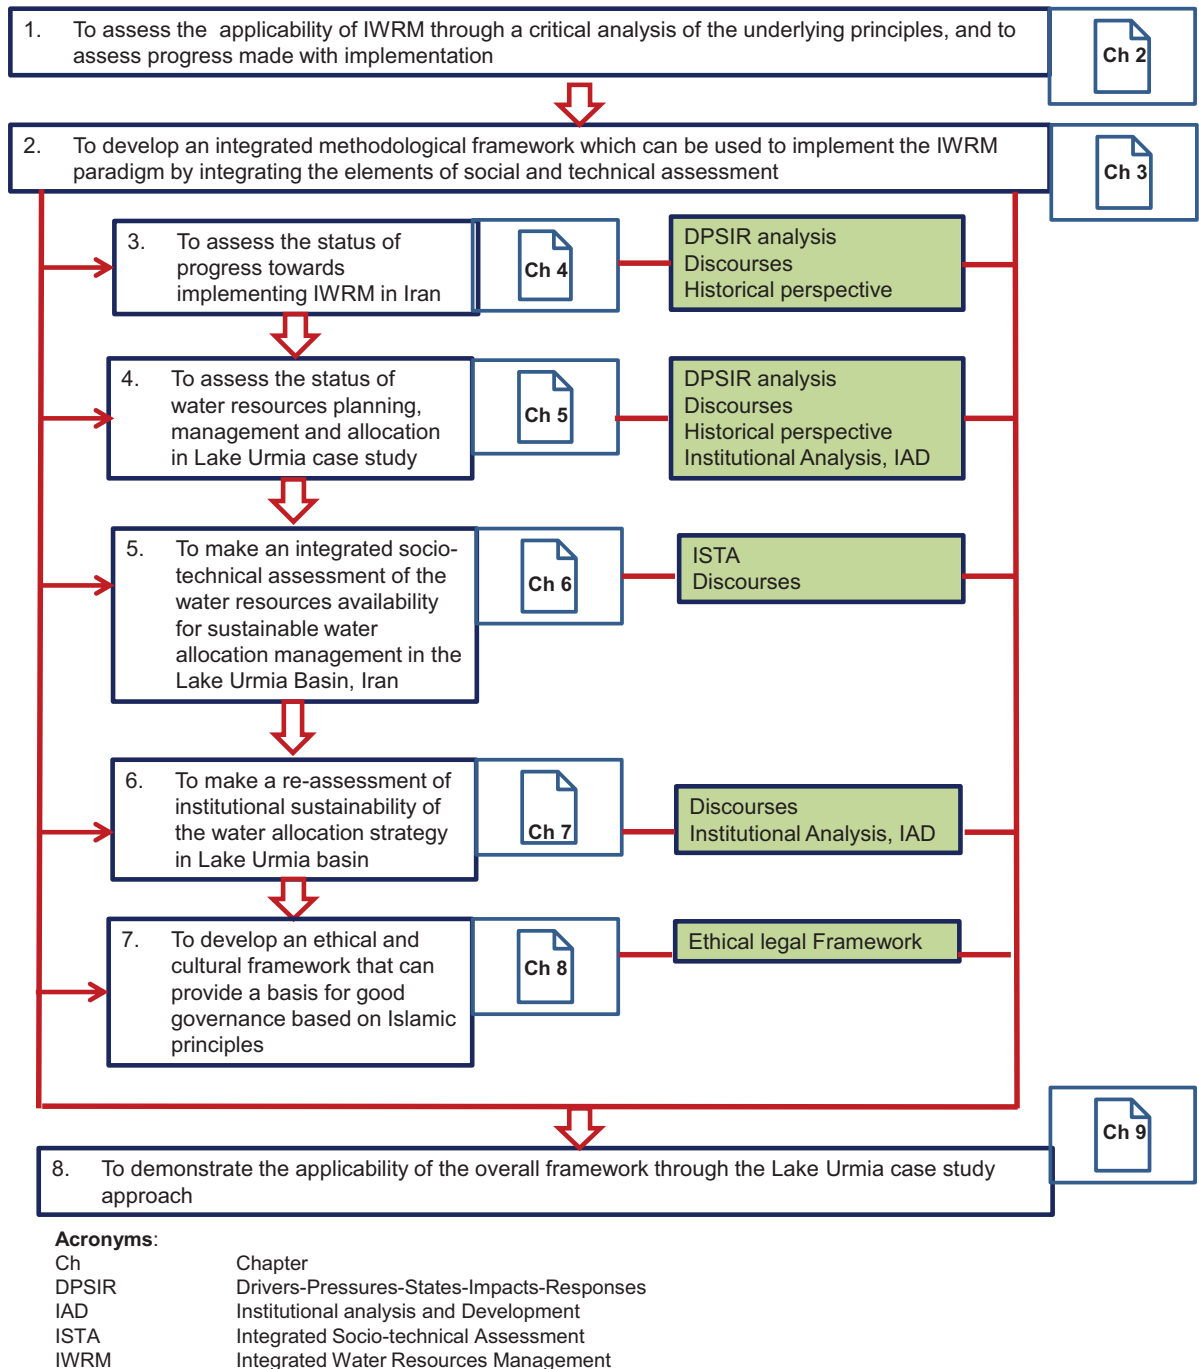 1. To assess the applicability of IWRM through a critical analysis of the underlying principles, and to
assess progress made with implementation
Ch 2
2. To develop an integrated methodological framework which can be used to implement the IWRM
paradigm by integrating the elements of social and technical assessment
Ch 3
3. To assess the status of
progress towards
implementing IWRM in Iran
Ch 4
DPSIR analysis
Discourses
Historical perspective
4. To assess the status of
water resources planning,
management and allocation
in Lake Urmia case study
Ch 5
DPSIR analysis
Discourses
Historical perspective
Institutional Analysis, IAD
5. To make an integrated socio-
technical assessment of the
water resources availability
for sustainable water
allocation management in the
Lake Urmia Basin, Iran
Ch 6
ISTA
Discourses
6. To make a re-assessment of
institutional sustainability of
the water allocation strategy
in Lake Urmia basin
Ch 7
Discourses
Institutional Analysis, IAD
7. To develop an ethical and
cultural framework that can
provide a basis for good
governance based on Islamic
principles
Ch 8
Ethical legal Framework
Ch 9
8. To demonstrate the applicability of the overall framework through the Lake Urmia case study
approach
Acronyms:
Ch Chapter
DPSIR Drivers-Pressures-States-Impacts-Responses
IAD Institutional analysis and Development
ISTA Integrated Socio-technical Assessment
IWRM Integrated Water Resources Management